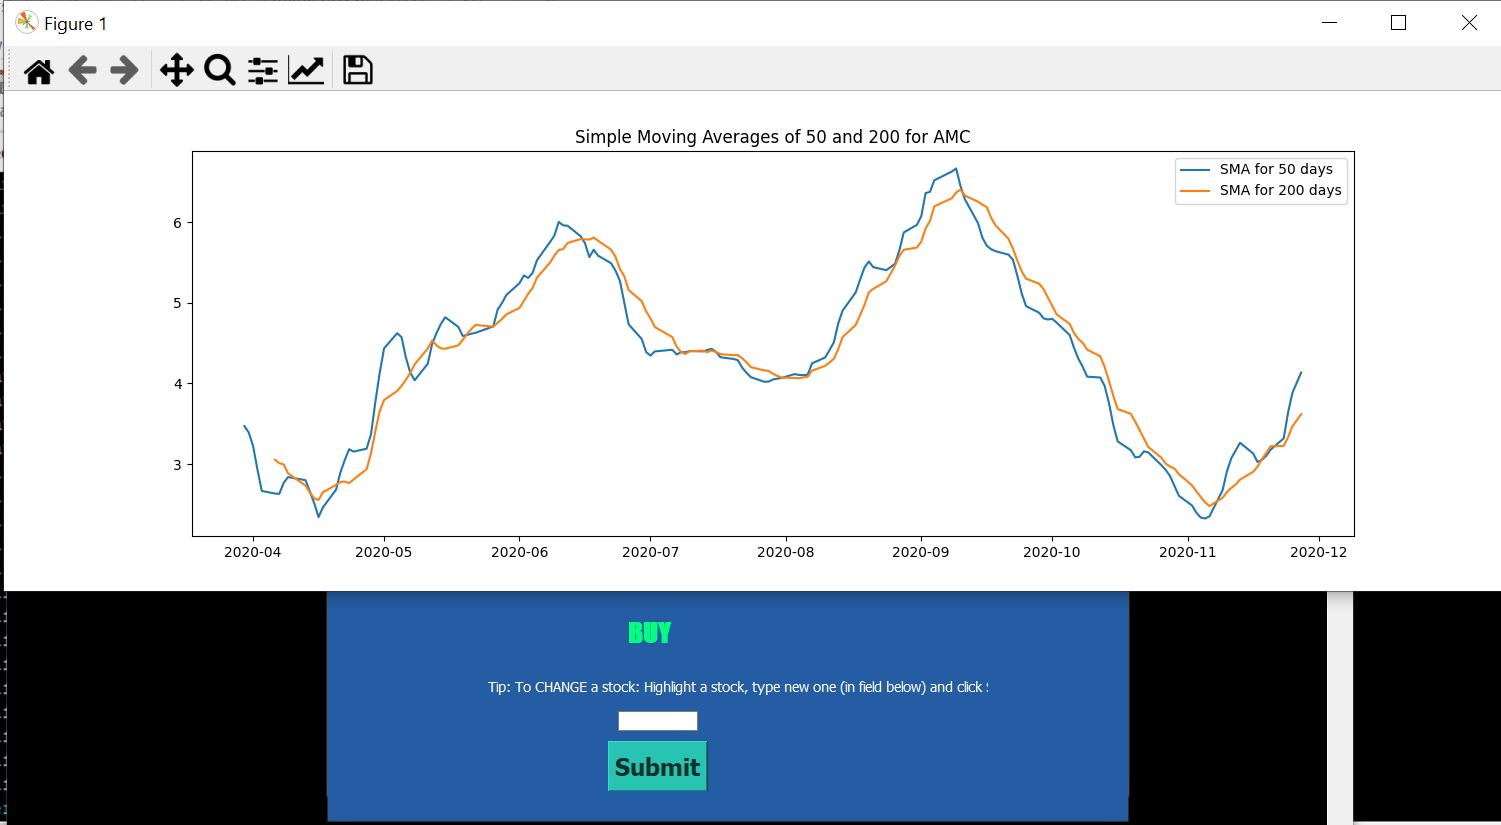 Figure 1
Simple Moving Averages of 50 and 200 for AMC
SMA for 50 days
SMA for 200 days
6
5
4
3
2020-04 2020-05 2020-06 2020-07 2020-08 2020-09 2020-10 2020-11 2020-12
BUY
Tip: To CHANGE a stock: Highlight a stock, type new one (in field below) and click
Submit